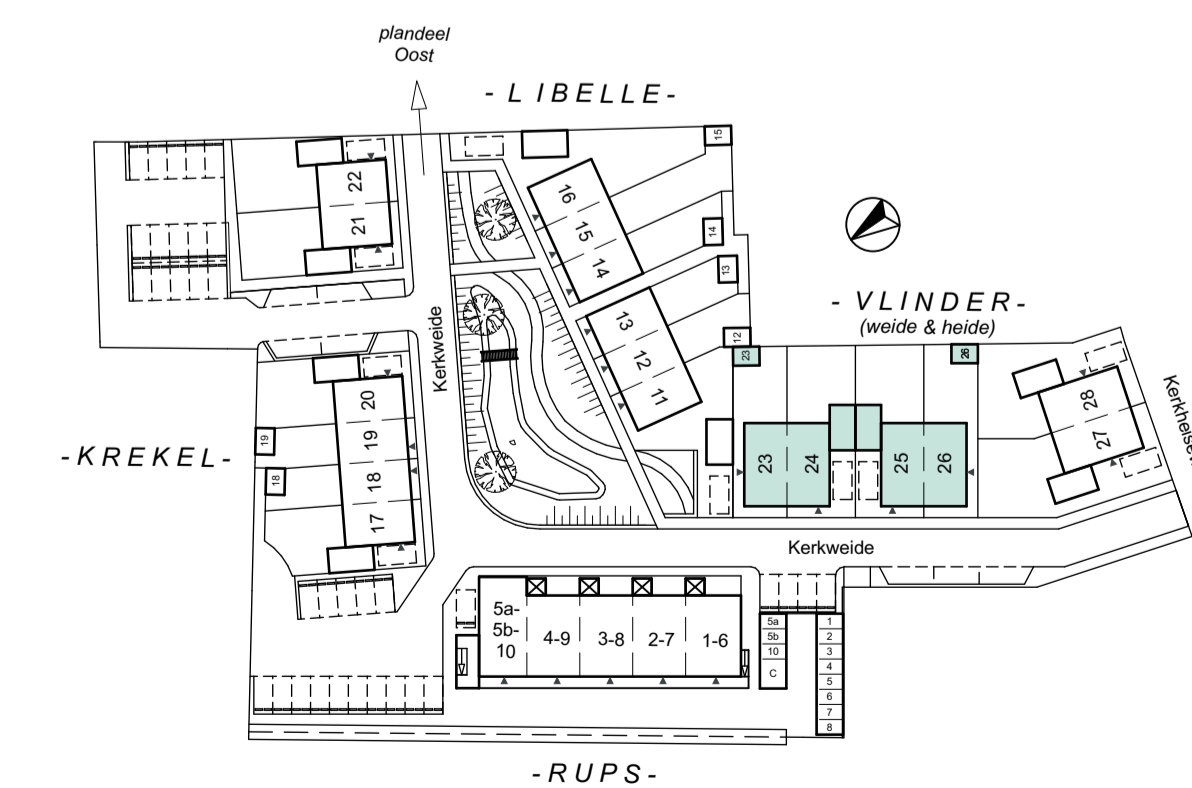 plandeel
Oost
- L I B E L L E -
15
22
21
16
15
14
14
13
- V L I N D E R -
(weide & heide)
Kerkweide
13
12
11
12
23
26
20
19
18
17
19
18
- K R E K E L -
23
24
25
26
28
27
Kerkweide
5a-
5b-
10
4-9
3-8
2-7
1-6
5a
5b
10
C
1
2
3
4
5
6
7
8
- R U P S -